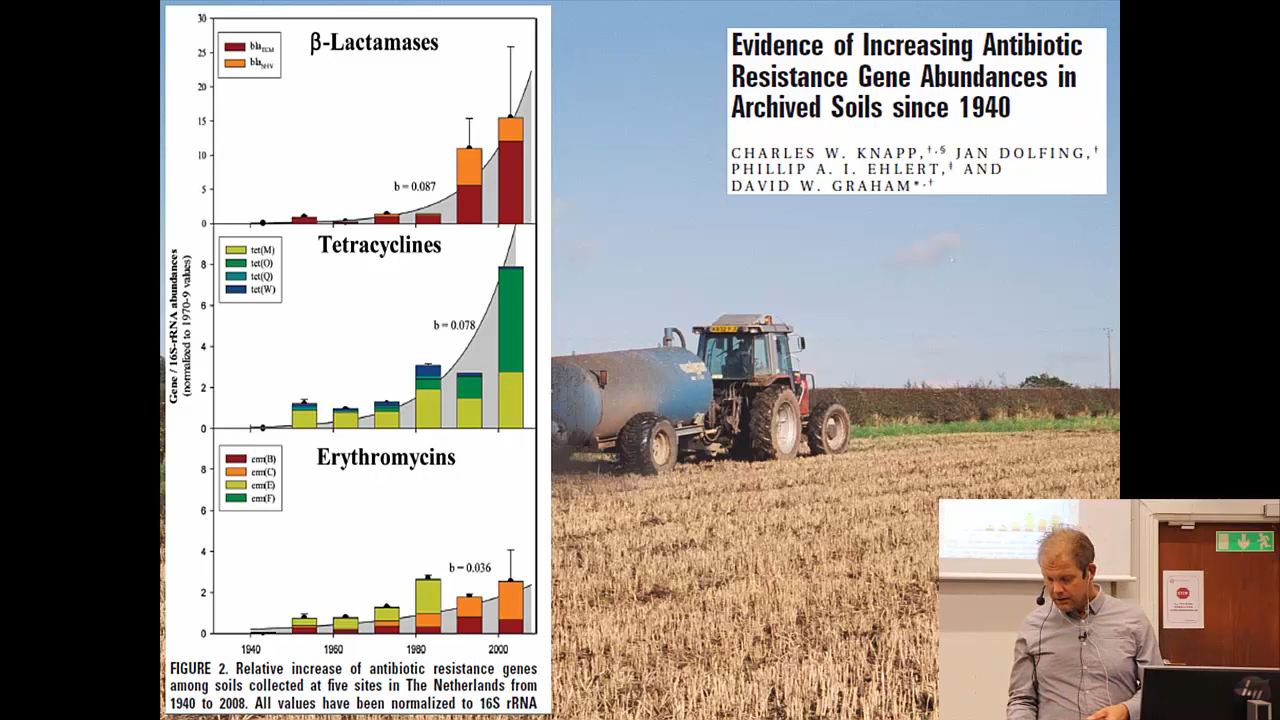 30
25
20
15
10
5
0
β-Lactamases
bla TEM
bla SHV
b = 0.087
Tetracyclines
tet(M)
tet(O)
tet(Q)
tet(W)
8
6
4
2
0
b = 0.078
Gene / 16S-rRNA abundances
(normalized to 1970-9 values)
Erythromycins
erm(B)
erm(C)
erm(E)
erm(F)
8
6
4
2
0
b = 0.036
1940
1960
1980
2000
FIGURE 2. Relative increase of antibiotic resistance genes
among soils collected at five sites in The Netherlands from
1940 to 2008. All values have been normalized to 16S rRNA
Evidence of Increasing Antibiotic
Resistance Gene Abundances in
Archived Soils since 1940
CHARLES W. KNAPP,†,§ JAN DOLFING,†
PHILLIP A. I. EHLERT,‡ AND
DAVID W. GRAHAM*,†
STOP